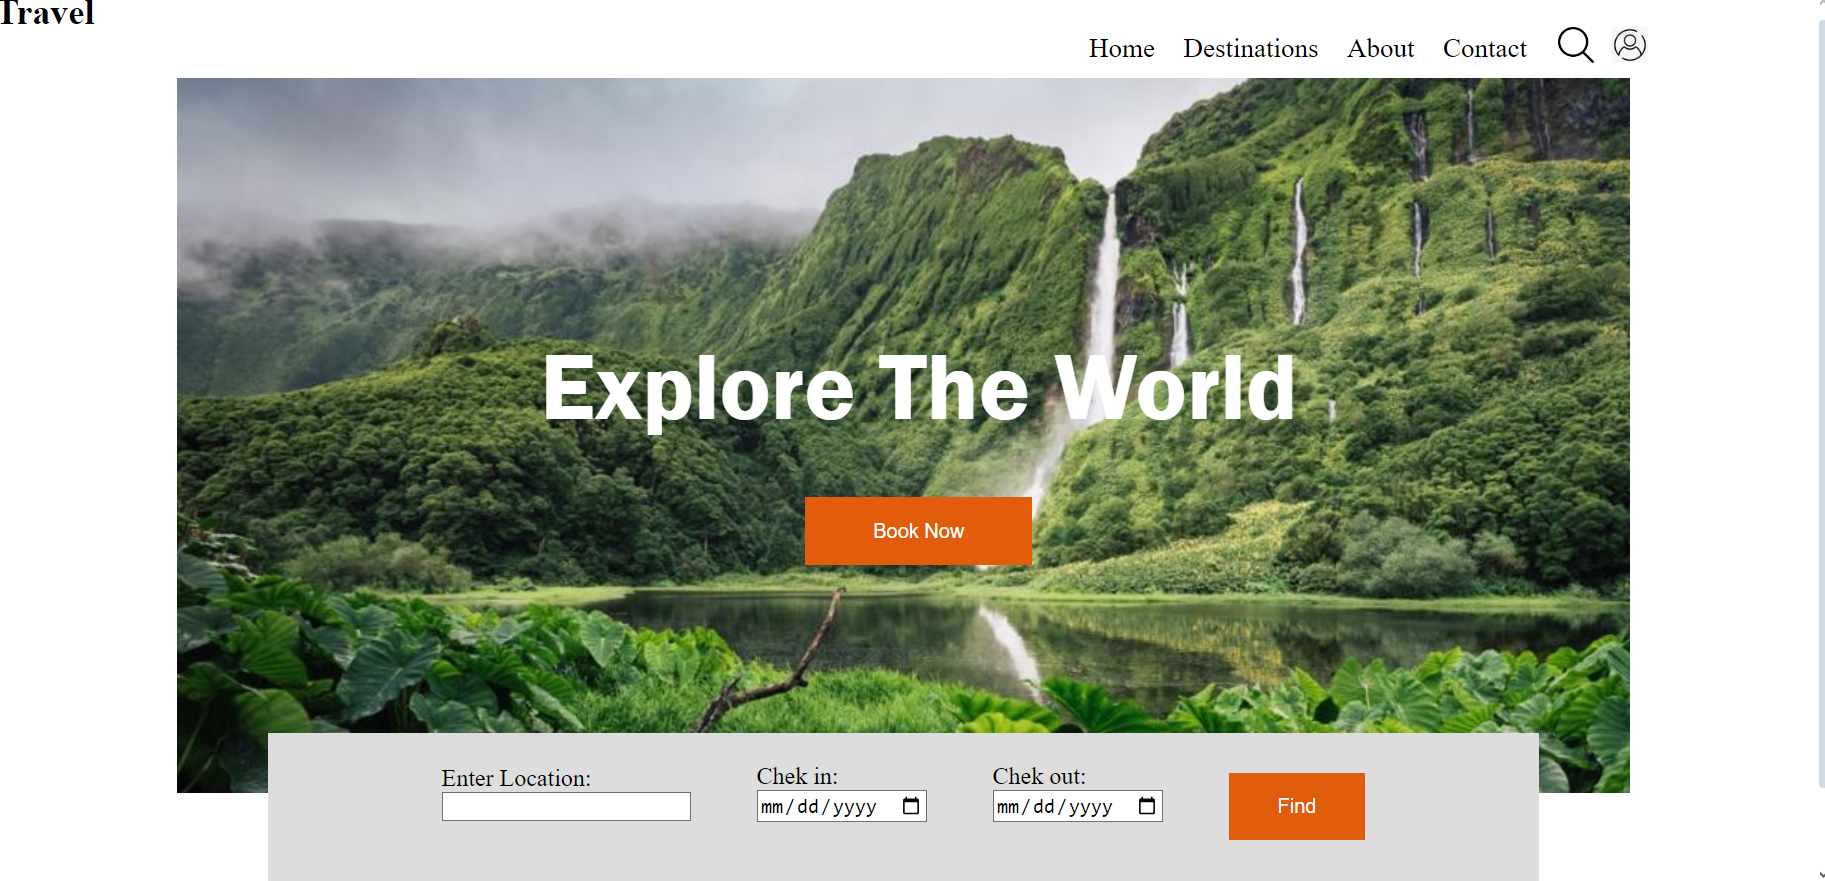 Travel
Home Destinations About Contact
Explore The World
Book Now
Enter Location: Chek in: Chek out:
mm/dd/yyyy mm/dd/yyyy Find